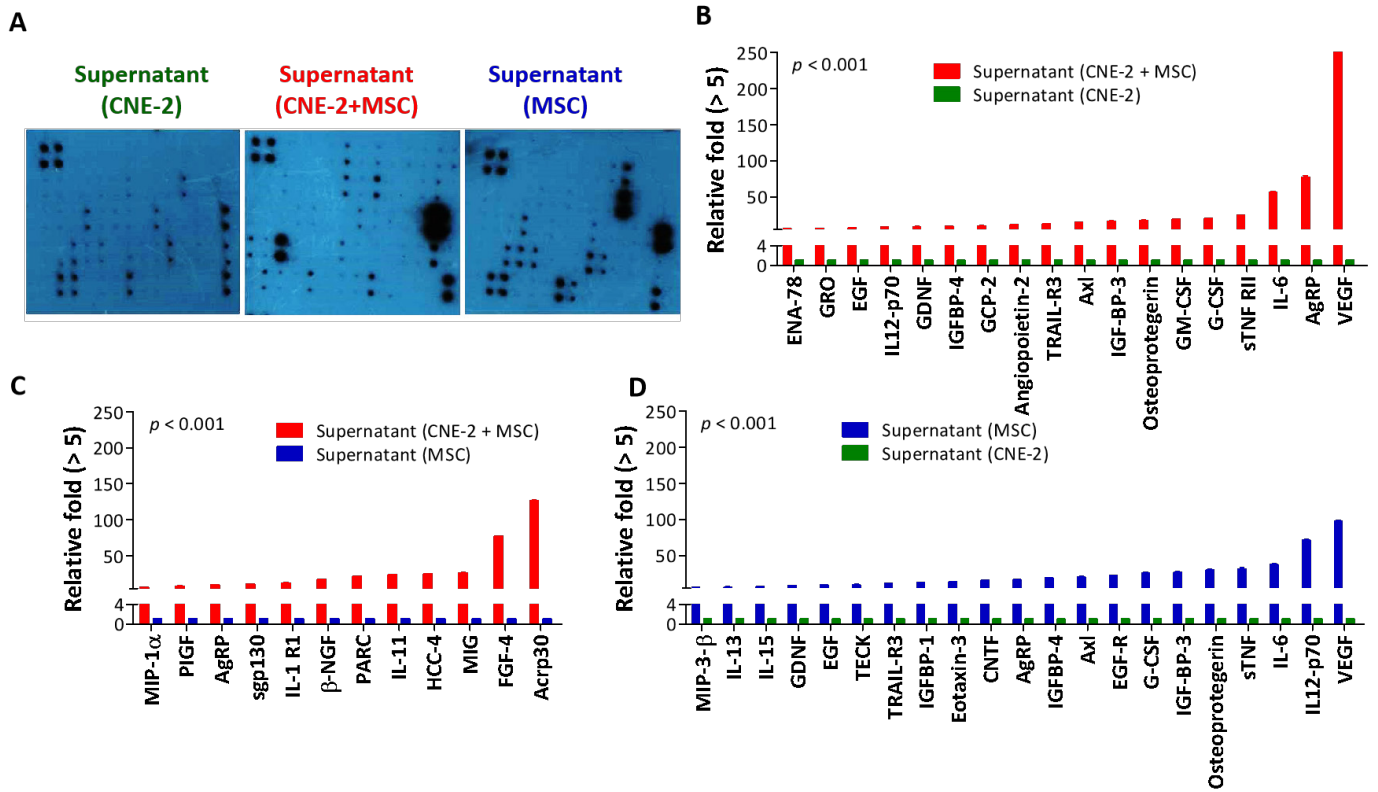 A
Supernatant
(CNE-2)
Supernatant
(CNE-2+MSC)
Supernatant
(MSC)
B
Relative fold (> 5)
250
200
150
100
50
4
0
p < 0.001
Supernatant (CNE-2 + MSC)
Supernatant (CNE-2)
ENA-78
GRO
EGF
IL12-p70
GDNF
IGFBP-4
GCP-2
Angiopoietin-2
TRAIL-R3
Axl
IGF-BP-3
Osteoprotegerin
GM-CSF
G-CSF
sTNF RII
IL-6
AgRP
VEGF
C
Relative fold (> 5)
250
200
150
100
50
4
0
p < 0.001
Supernatant (CNE-2 + MSC)
Supernatant (MSC)
MIP-1α
PIGF
AgRP
sgp130
IL-1 R1
β-NGF
PARC
IL-11
HCC-4
MIG
FGF-4
Acrp30
D
Relative fold (> 5)
250
200
150
100
50
4
0
p < 0.001
Supernatant (MSC)
Supernatant (CNE-2)
MIP-3-β
IL-13
IL-15
GDNF
EGF
TECK
TRAIL-R3
IGFBP-1
Eotaxin-3
CNTF
AgRP
IGFBP-4
Axl
EGF-R
G-CSF
IGF-BP-3
Osteoprotegerin
sTNF
IL-6
IL12-p70
VEGF